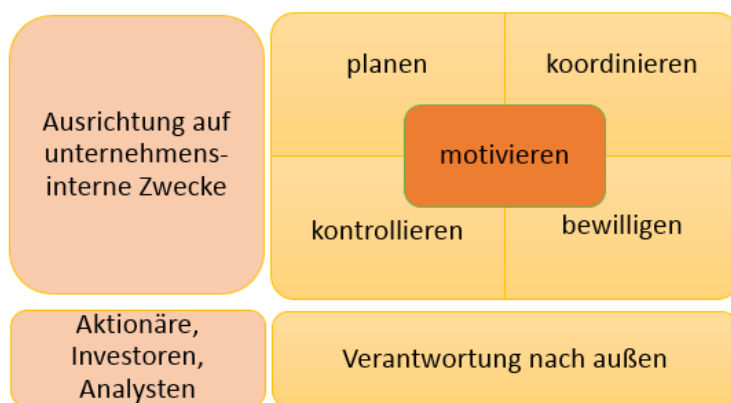 Ausrichtung auf
unternehmens-
interne Zwecke
planen
koordinieren
motivieren
kontrollieren
bewilligen
Aktionäre,
Investoren,
Analysten
Verantwortung nach außen